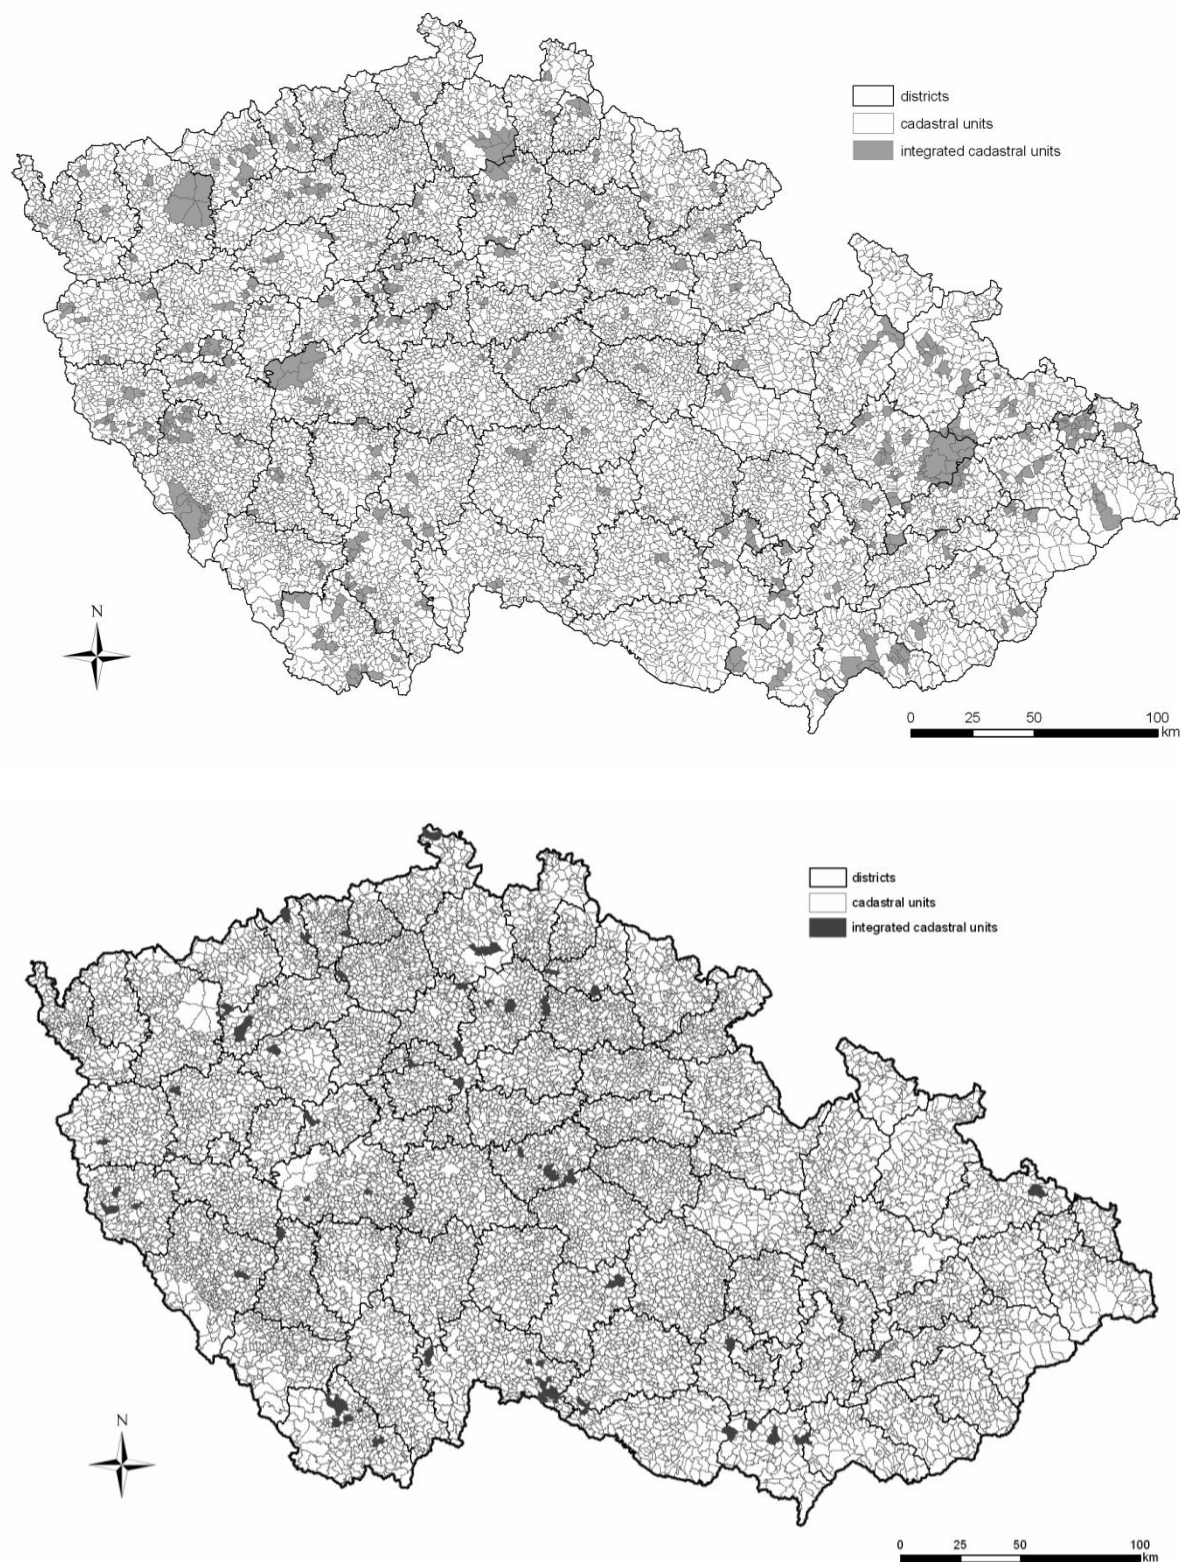 districts
cadastral units
integrated cadastral units
N
0 25 50 100
km
districts
cadastral units
integrated cadastral units
N
0 25 50 100
km